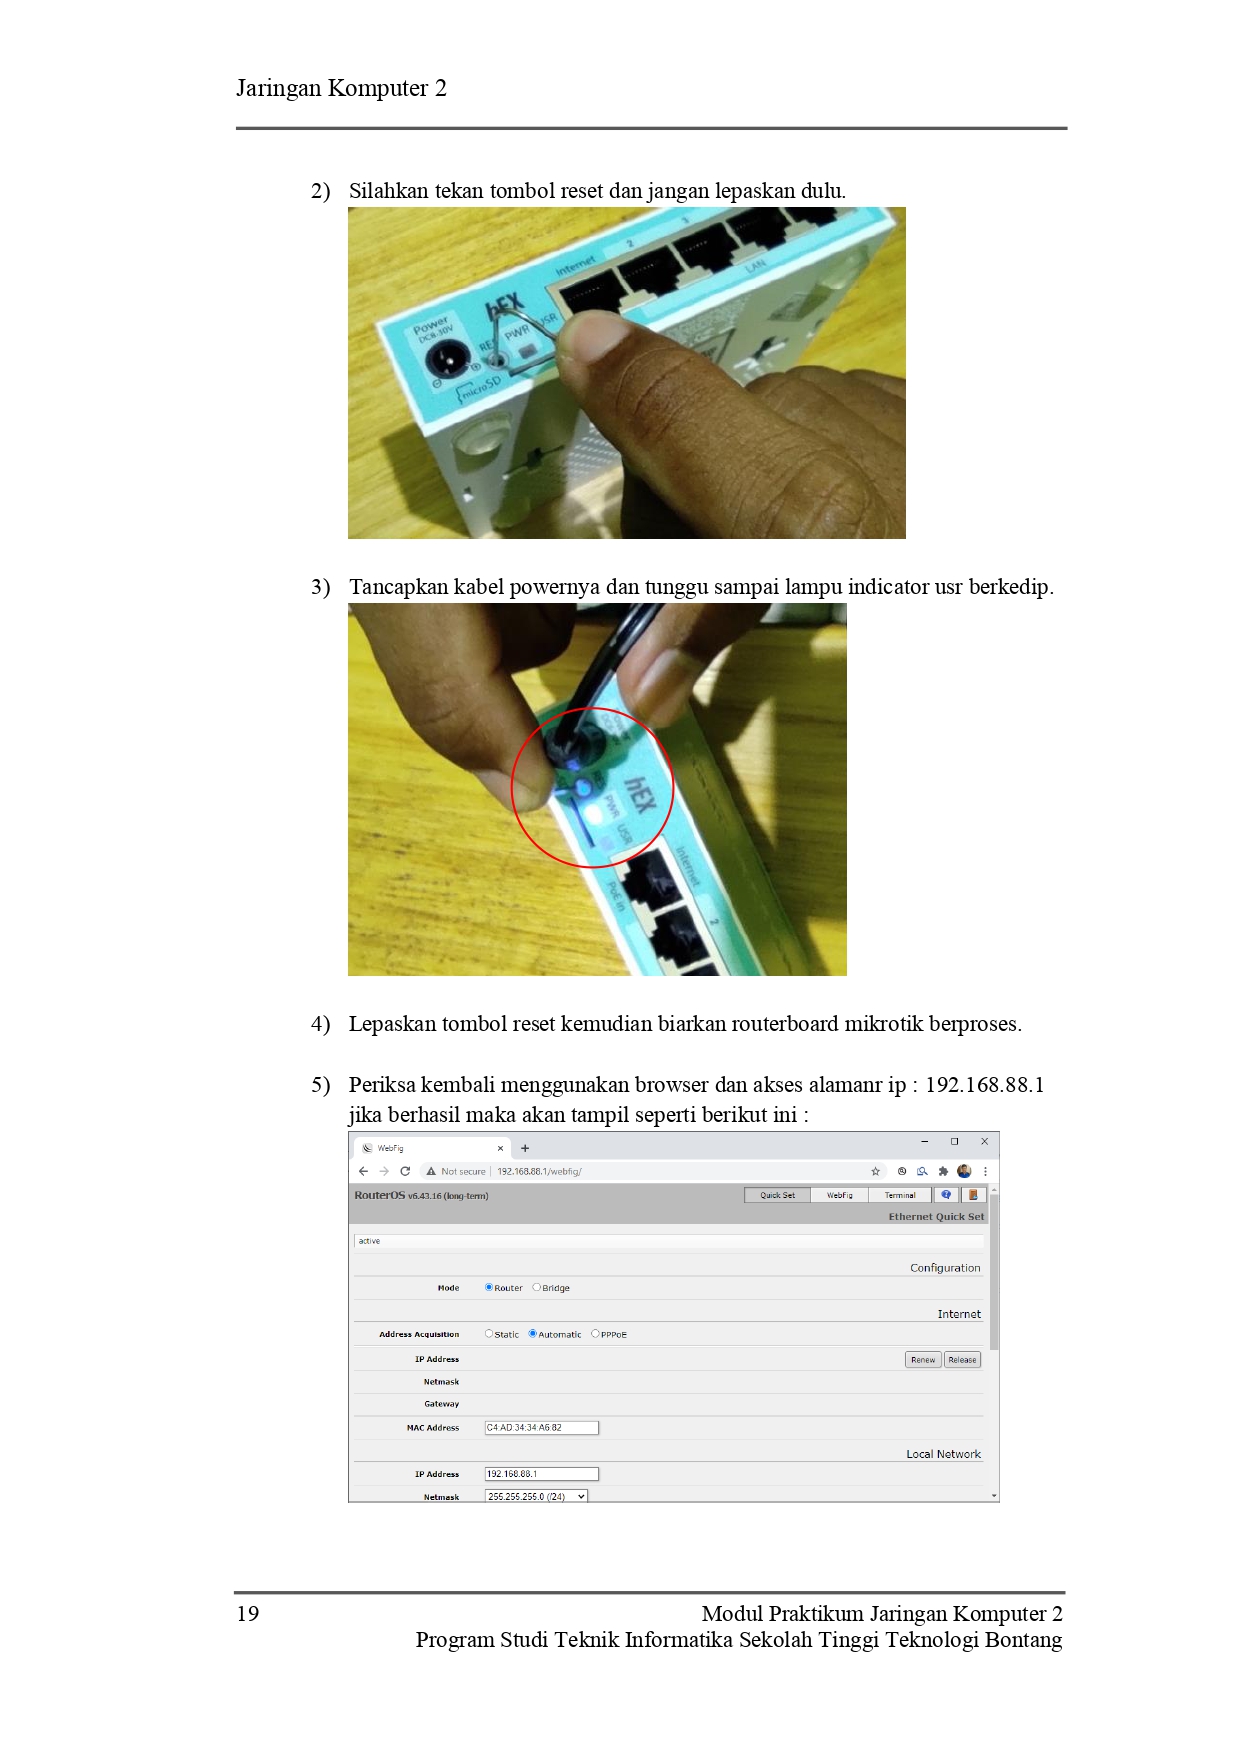 Jaringan Komputer 2
2) Silahkan tekan tombol reset dan jangan lepaskan dulu.
Internet
2
3
LAN
hEX
Power
DC8-30V
USR
PWR
microSD
3) Tancapkan kabel powernya dan tunggu sampai lampu indicator usr berkedip.
hEX
PWR
USR
Internet
PoE in
2
4) Lepaskan tombol reset kemudian biarkan routerboard mikrotik berproses.
5) Periksa kembali menggunakan browser dan akses alamanr ip : 192.168.88.1
jika berhasil maka akan tampil seperti berikut ini :
WebFig
Not secure | 192.168.88.1/webfig/
RouterOS v6.43.16 (long-term) Quick Set WebFig Terminal
Ethernet Quick Set
active
Configuration
Mode Router Bridge
Internet
Address Acquisition Static Automatic PPPoE
IP Address Renew Release
Netmask
Gateway
MAC Address C4:AD:34:34:A6:82
Local Network
IP Address 192.168.88.1
Netmask 255.255.255.0 (/24)
19 Modul Praktikum Jaringan Komputer 2
Program Studi Teknik Informatika Sekolah Tinggi Teknologi Bontang